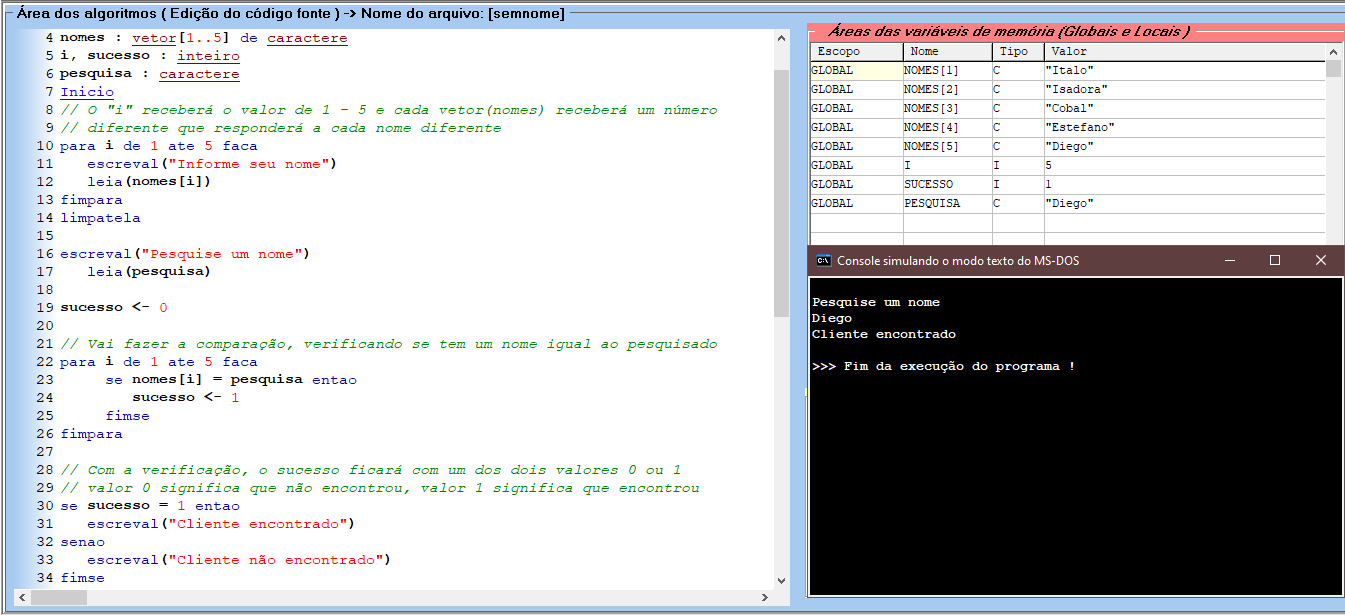 Área dos algoritmos ( Edição do código fonte ) -> Nome do arquivo: [semnome]
4 nomes : vetor[1..5] de caractere
5 i, sucesso : inteiro
6 pesquisa : caractere
7 Inicio
8 // O "i" receberá o valor de 1 - 5 e cada vetor(nomes) receberá um número
9 // diferente que responderá a cada nome diferente
10 para i de 1 ate 5 faca
11 escreval("Informe seu nome")
12 leia(nomes[i])
13 fimpara
14 limpatela
15
16 escreval("Pesquise um nome")
17 leia(pesquisa)
18
19 sucesso <- 0
20
21 // Vai fazer a comparação, verificando se tem um nome igual ao pesquisado
22 para i de 1 ate 5 faca
23 se nomes[i] = pesquisa entao
24 sucesso <- 1
25 fimse
26 fimpara
27
28 // Com a verificação, o sucesso ficará com um dos dois valores 0 ou 1
29 // valor 0 significa que não encontrou, valor 1 significa que encontrou
30 se sucesso = 1 entao
31 escreval("Cliente encontrado")
32 senao
33 escreval("Cliente não encontrado")
34 fimse
Áreas das variáveis de memória (Globais e Locais )
Escopo Nome Tipo Valor
GLOBAL NOMES[1] C "Italo"
GLOBAL NOMES[2] C "Isadora"
GLOBAL NOMES[3] C "Cobal"
GLOBAL NOMES[4] C "Estefano"
GLOBAL NOMES[5] C "Diego"
GLOBAL I I 5
GLOBAL SUCESSO I 1
GLOBAL PESQUISA C "Diego"
Console simulando o modo texto do MS-DOS
Pesquise um nome
Diego
Cliente encontrado
>>> Fim da execução do programa !